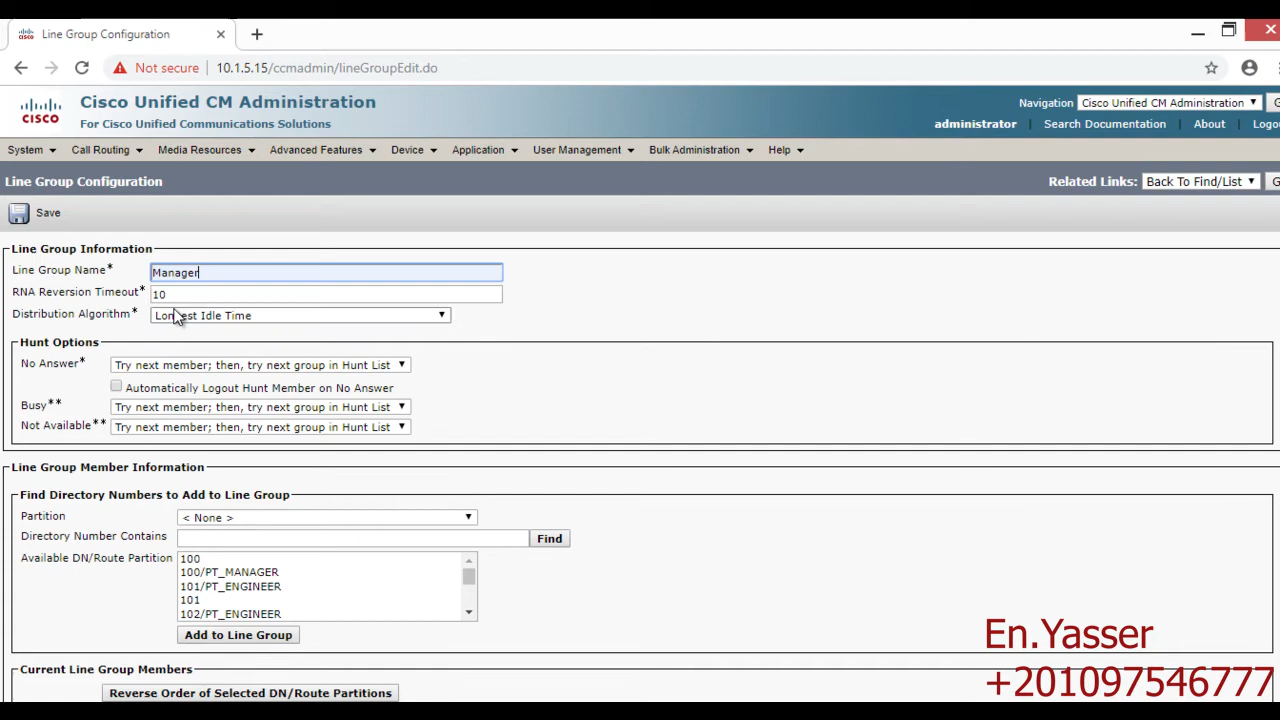 Line Group Configuration
Not secure
10.1.5.15/ccmadmin/lineGroupEdit.do
CISCO
Cisco Unified CM Administration
For Cisco Unified Communications Solutions
Navigation Cisco Unified CM Administration
administrator | Search Documentation | About | Logo
System Call Routing Media Resources Advanced Features Device Application User Management Bulk Administration Help
Line Group Configuration
Related Links: Back To Find/List G
Save
Line Group Information
Line Group Name* Manager
RNA Reversion Timeout* 10
Distribution Algorithm* Longest Idle Time
Hunt Options
No Answer* Try next member; then, try next group in Hunt List
Automatically Logout Hunt Member on No Answer
Busy** Try next member; then, try next group in Hunt List
Not Available** Try next member; then, try next group in Hunt List
Line Group Member Information
Find Directory Numbers to Add to Line Group
Partition < None >
Directory Number Contains Find
Available DN/Route Partition 100
100/PT_MANAGER
101/PT_ENGINEER
101
102/PT_ENGINEER
Add to Line Group
Current Line Group Members
Reverse Order of Selected DN/Route Partitions
En.Yasser
+201097546777